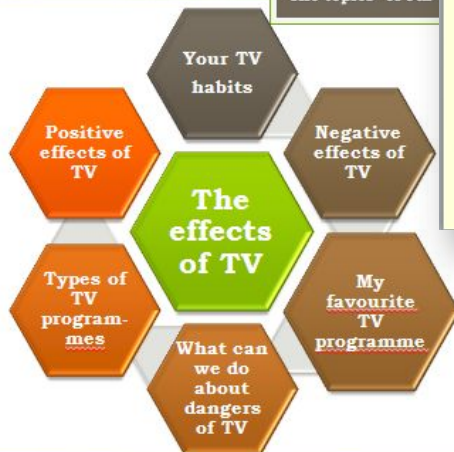 Your TV
habits
Positive
effects of
TV
Negative
effects of
TV
The
effects
of TV
Types of
TV
program-
mes
My
favourite
TV
programme
What can
we do
about
dangers
of TV